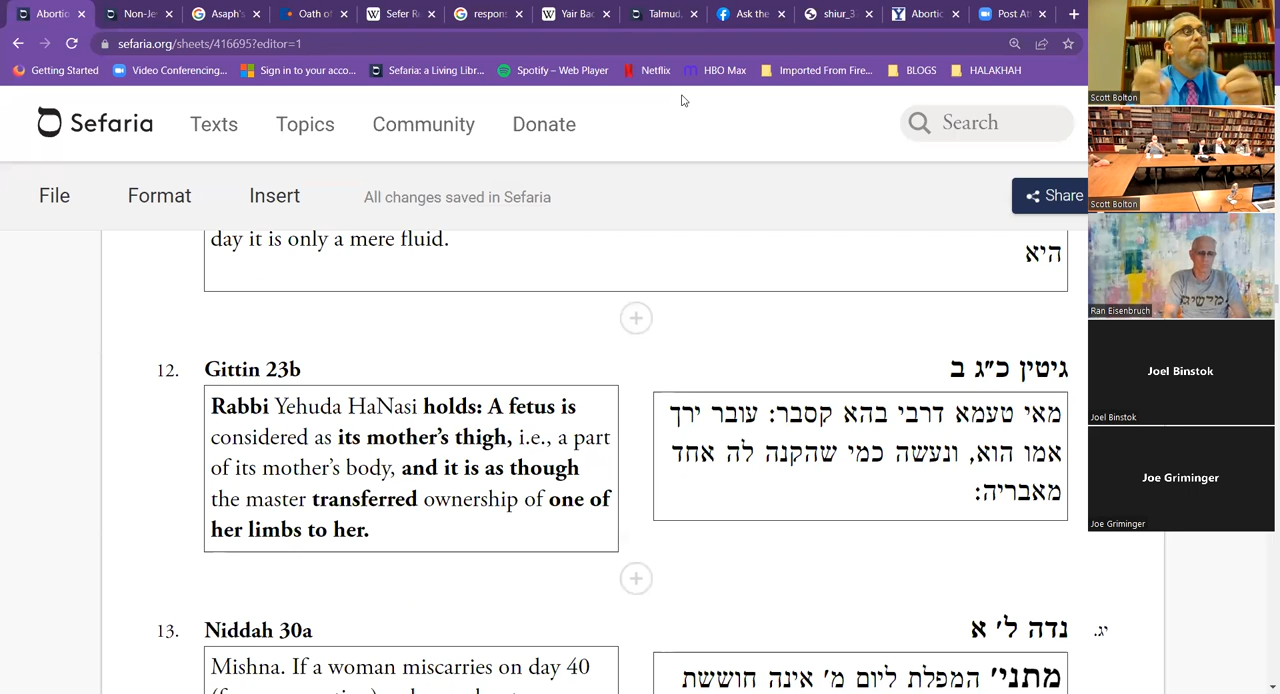 Abortio
Non-Je
Asaph's
Oath of
Sefer Re
respons
Yair Bac
Talmud,
Ask the
shiur_3
Abortic
Post At
sefaria.org/sheets/416695?editor=1
Getting Started
Video Conferencing...
Sign in to your acco...
Sefaria: a Living Libr...
Spotify – Web Player
Netflix
HBO Max
Imported From Fire...
BLOGS
HALAKHAH
Sefaria
Texts
Topics
Community
Donate
Search
File
Format
Insert
All changes saved in Sefaria
Share
day it is only a mere fluid.
היא
12.
Gittin 23b
גיטין כ״ג ב
Rabbi Yehuda HaNasi holds: A fetus is
considered as its mother's thigh, i.e., a part
of its mother's body, and it is as though
the master transferred ownership of one of
her limbs to her.
מאי טעמא דרבי בהא קסבר: עובר ירך
אמו הוא, ונעשה כמי שהקנה לה אחד
מאבריה:
13.
Niddah 30a
נדה ל׳ א
יג.
Mishna. If a woman miscarries on day 40
מתני׳ המפלת ליום מ׳ אינה חוששת
Scott Bolton
Scott Bolton
מדשיגו
Ran Eisenbruch
Joel Binstok
Joel Binstok
Joe Griminger
Joe Griminger